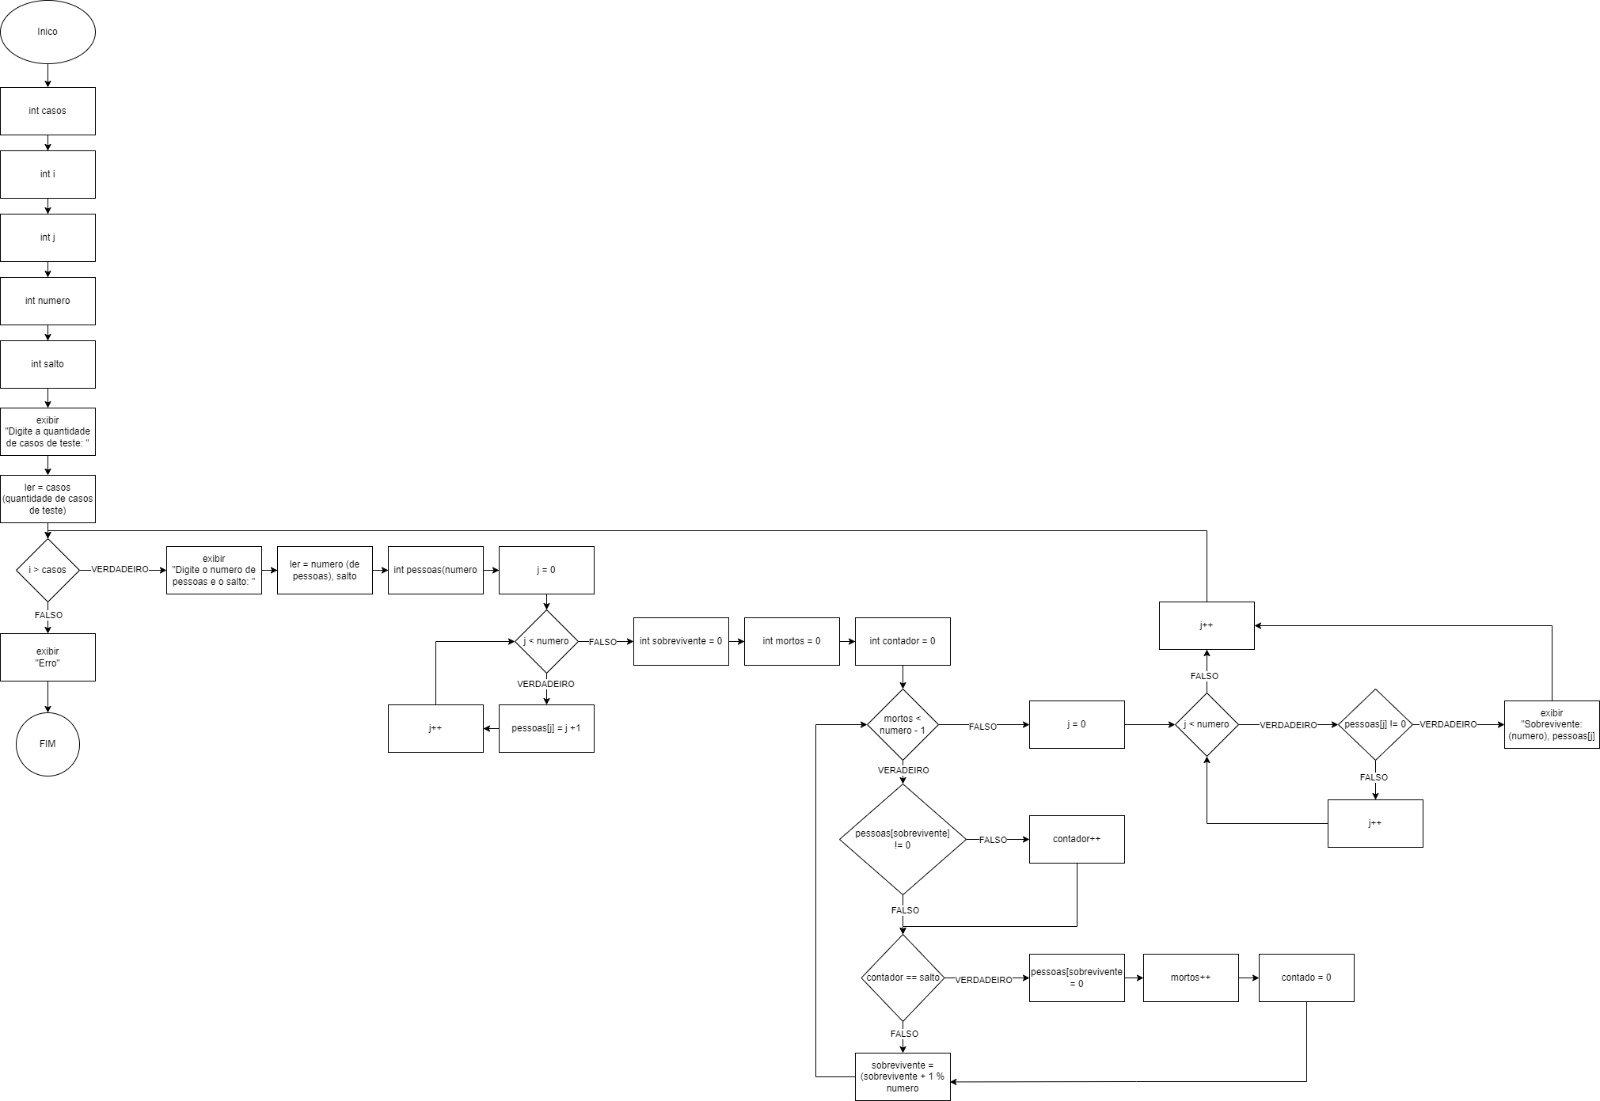 Inico
int casos
int i
int j
int numero
int salto
exibir
"Digite a quantidade
de casos de teste: "
ler = casos
(quantidade de casos
de teste)
i > casos
VERDADEIRO
exibir
"Digite o numero de
pessoas e o salto: "
ler = numero (de
pessoas), salto
int pessoas(numero
j = 0
FALSO
exibir
"Erro"
FIM
j < numero
FALSO
VERDADEIRO
pessoas[j] = j +1
j++
int sobrevivente = 0
int mortos = 0
int contador = 0
mortos <
numero - 1
FALSO
j = 0
j < numero
FALSO
j++
VERDADEIRO
pessoas[j] != 0
VERDADEIRO
exibir
"Sobrevivente:
(numero), pessoas[j]
FALSO
j++
VERADEIRO
pessoas[sobrevivente]
!= 0
FALSO
contador++
FALSO
contador == salto
VERDADEIRO
pessoas[sobrevivente
= 0
mortos++
contado = 0
FALSO
sobrevivente =
(sobrevivente + 1 %
numero